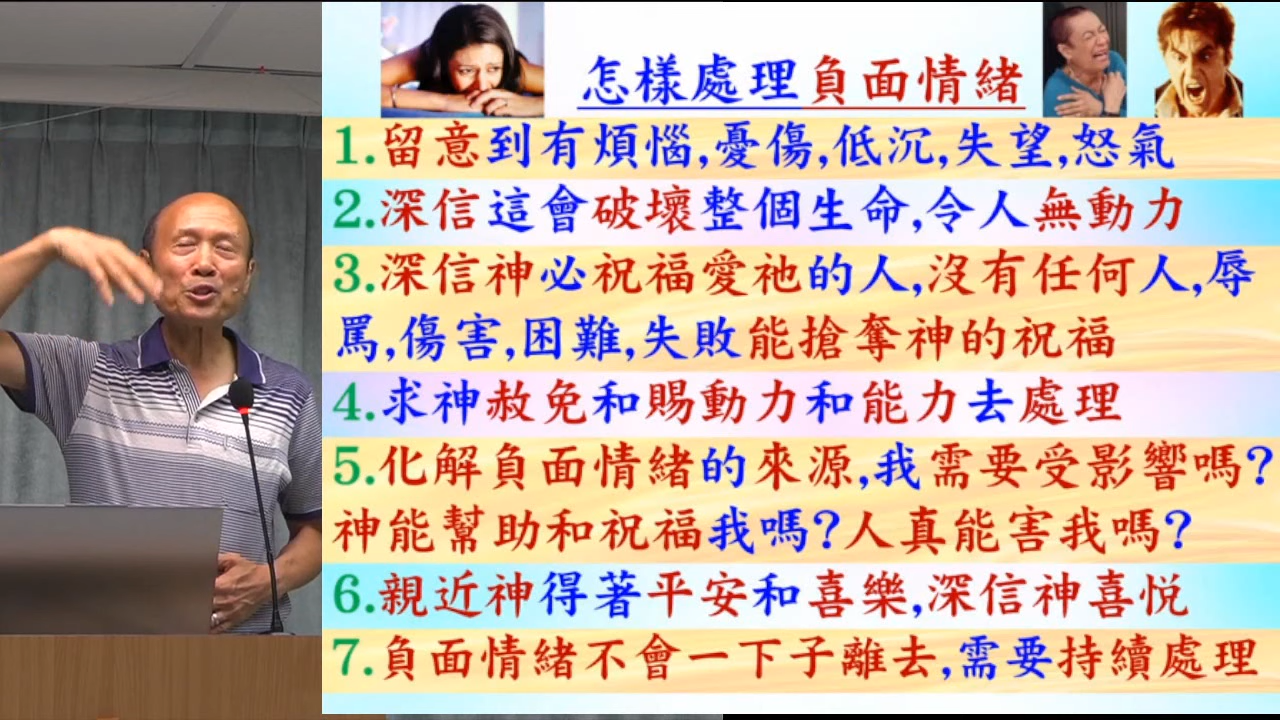 怎樣處理負面情緒
1.留意到有煩惱,憂傷,低沉,失望,怒氣
2.深信這會破壞整個生命,令人無動力
3.深信神必祝福愛祂的人,沒有任何人,辱
罵,傷害,困難,失敗能搶奪神的祝福
4.求神赦免和賜動力和能力去處理
5.化解負面情緒的來源,我需要受影響嗎?
神能幫助和祝福我嗎?人真能害我嗎?
6.親近神得著平安和喜樂,深信神喜悅
7.負面情緒不會一下子離去,需要持續處理